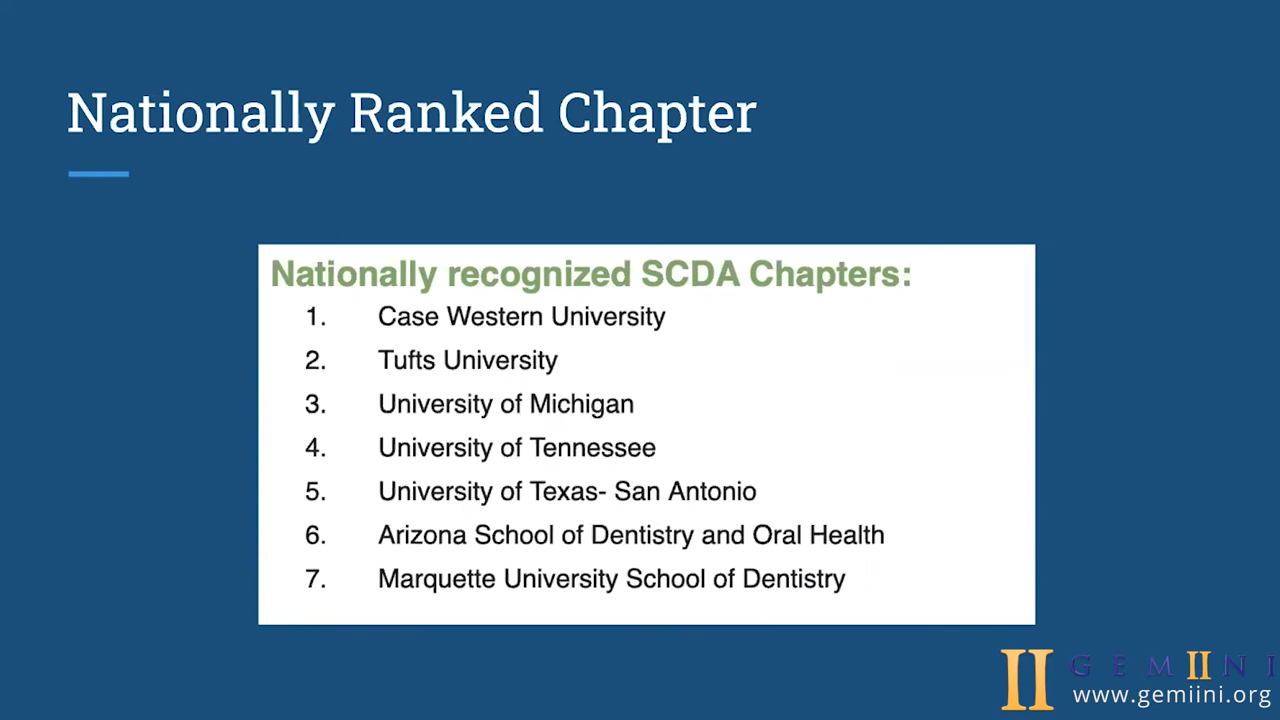 Nationally Ranked Chapter
Nationally recognized SCDA Chapters:
1. Case Western University
2. Tufts University
3. University of Michigan
4. University of Tennessee
5. University of Texas- San Antonio
6. Arizona School of Dentistry and Oral Health
7. Marquette University School of Dentistry
II GEMIINI
www.gemiini.org